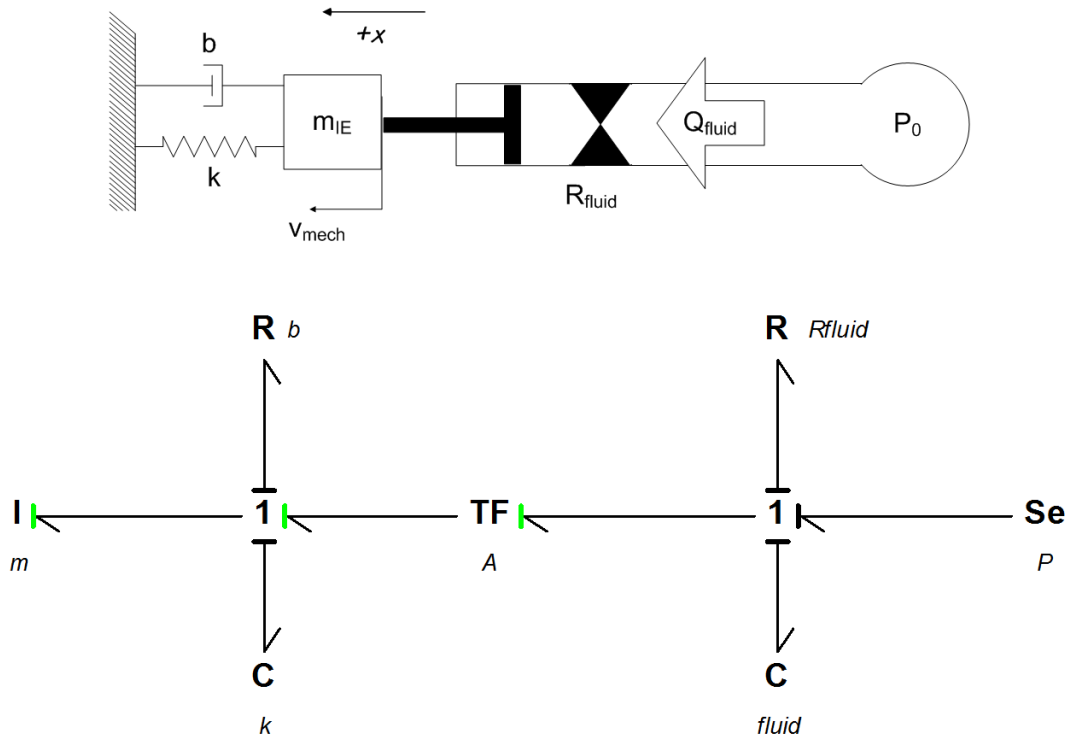 +x
b
m_IE
Q_fluid
P_0
k
R_fluid
v_mech
R b
R Rfluid
I 1 TF 1 Se
m A P
C C
k fluid